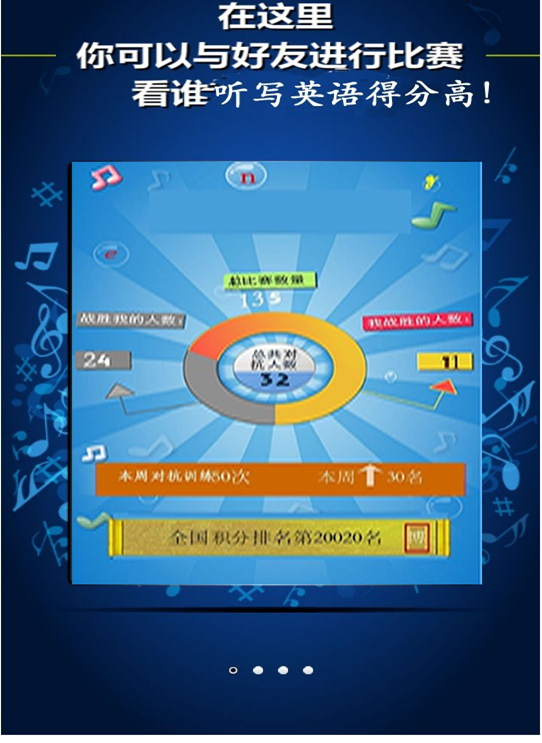 在这里
你可以与好友进行比赛
看谁听写英语得分高!
n
y
e
总比赛数量
135
战胜我的人数:
我战胜的人数:
24
总共对
抗人数
32
11
本周对抗训练50次
本周 30名
全国积分排名第20020名
博